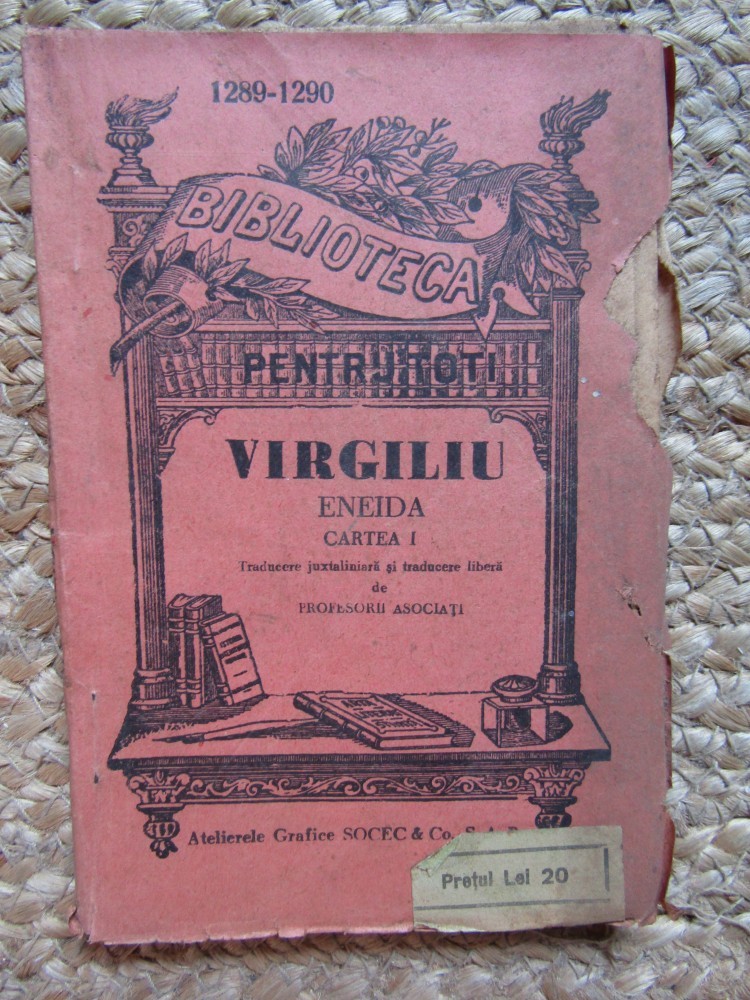 1289-1290
BIBLIOTECA
PENTRU TOTI
VIRGILIU
ENEIDA
CARTEA I
Traducere juxtaliniară și traducere liberă
de
PROFESORII ASOCIAȚI
Atelierele Grafice SOCEC & Co., S. A. R.
Prețul Lei 20